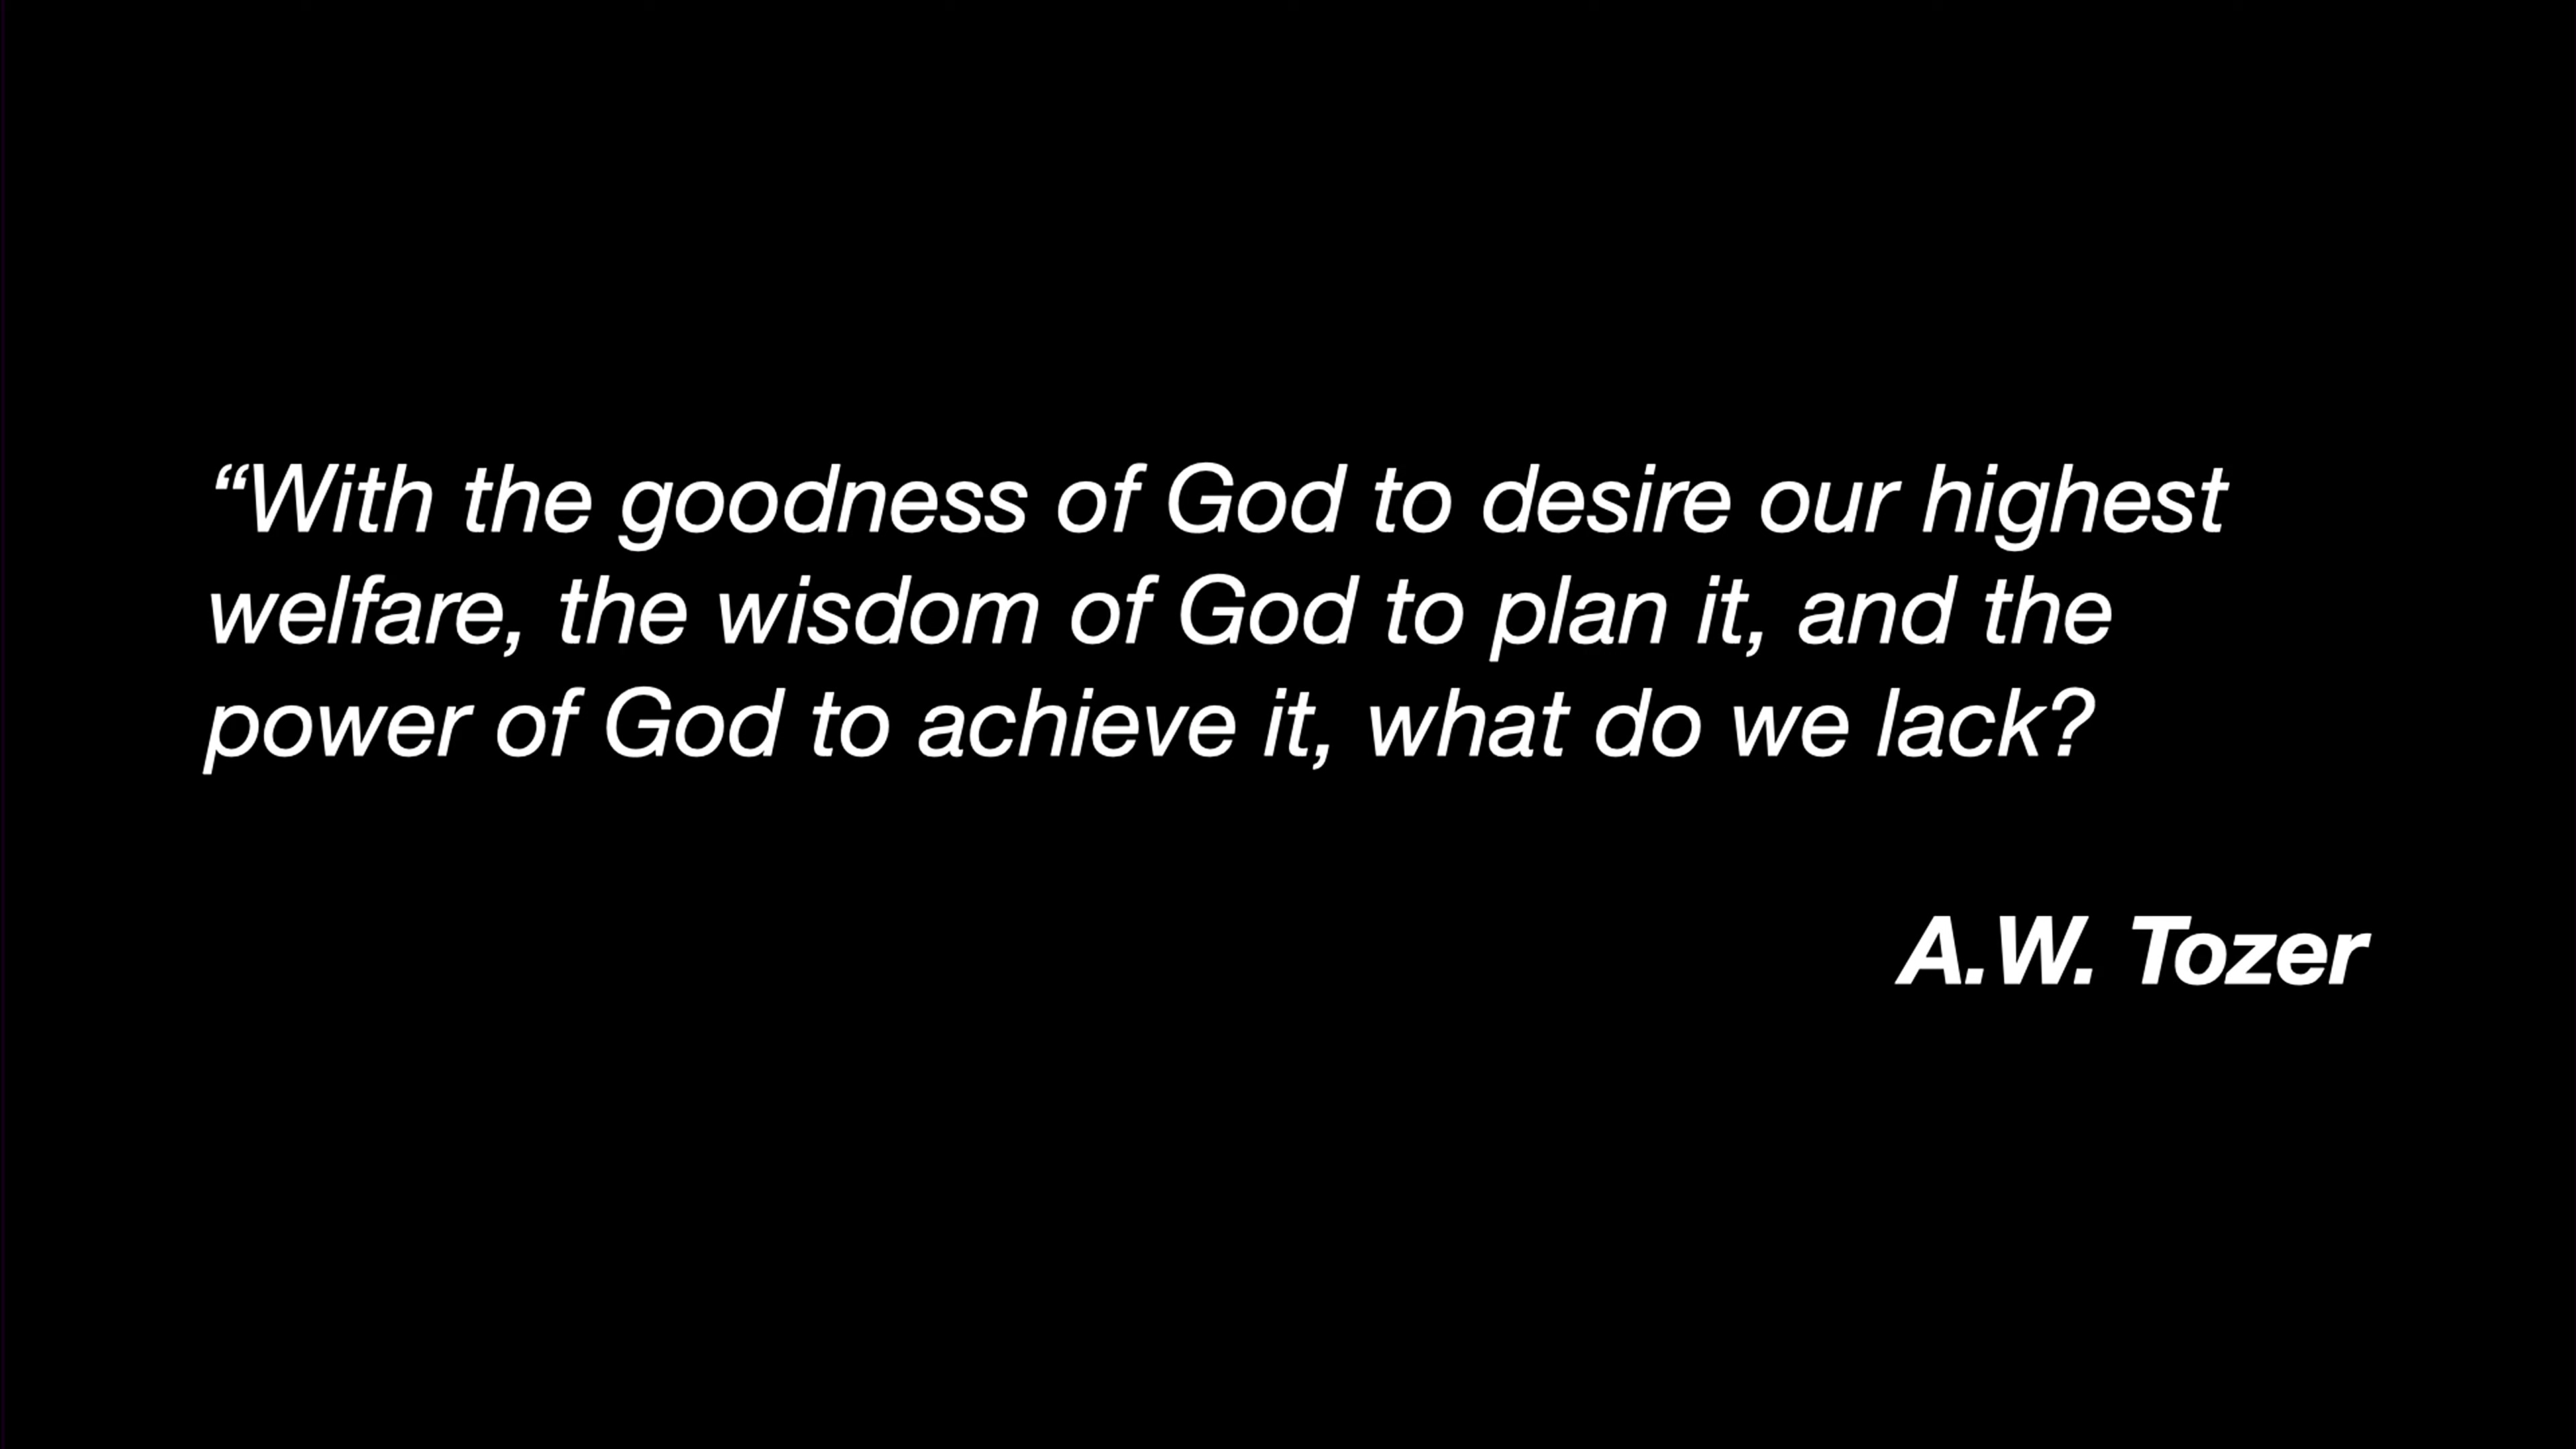 “With the goodness of God to desire our highest
welfare, the wisdom of God to plan it, and the
power of God to achieve it, what do we lack?
A.W. Tozer